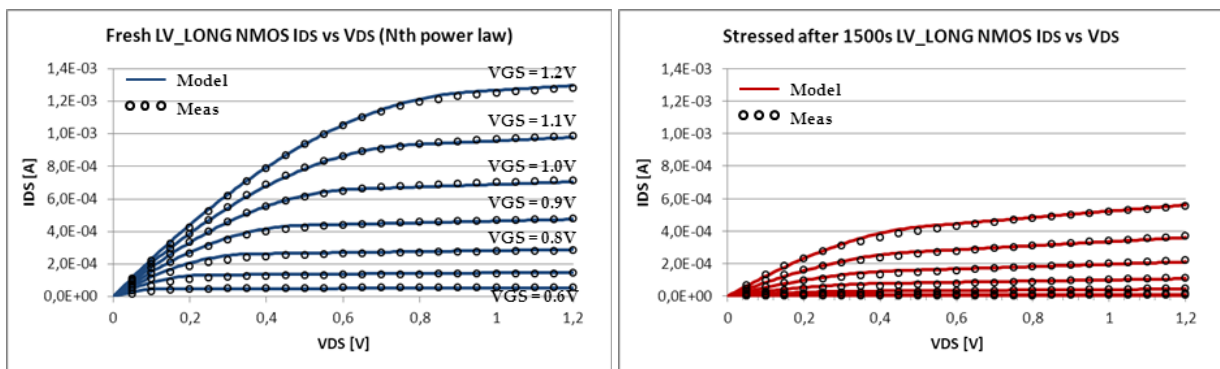 Fresh LV_LONG NMOS IDS vs VDS (Nth power law)
1,4E-03
1,2E-03
1,0E-03
8,0E-04
6,0E-04
4,0E-04
2,0E-04
0,0E+00
IDS [A]
Model
Meas
VGS = 1.2V
VGS = 1.1V
VGS = 1.0V
VGS = 0.9V
VGS = 0.8V
VGS = 0.6V
0
0,2
0,4
0,6
0,8
1
1,2
VDS [V]
Stressed after 1500s LV_LONG NMOS IDS vs VDS
1,4E-03
1,2E-03
1,0E-03
8,0E-04
6,0E-04
4,0E-04
2,0E-04
0,0E+00
IDS [A]
Model
Meas
0
0,2
0,4
0,6
0,8
1
1,2
VDS [V]